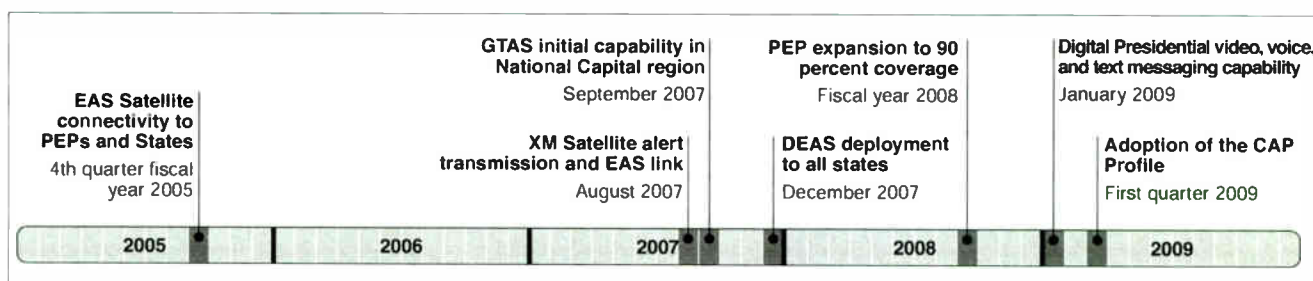 GTAS initial capability in
National Capital region
September 2007
PEP expansion to 90
percent coverage
Fiscal year 2008
Digital Presidential video, voice,
and text messaging capability
January 2009
EAS Satellite
connectivity to
PEPs and States
4th quarter fiscal
year 2005
XM Satellite alert
transmission and EAS link
August 2007
DEAS deployment
to all states
December 2007
Adoption of the CAP
Profile
First quarter 2009
2005
2006
2007
2008
2009